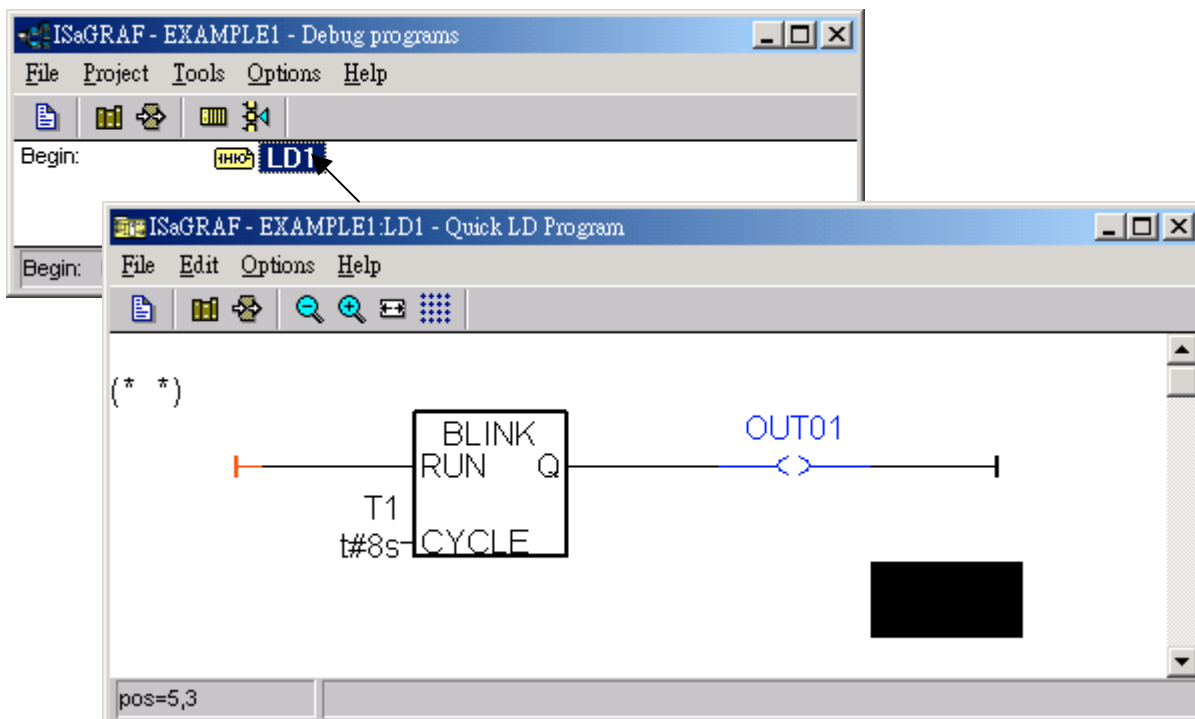 ISaGRAF - EXAMPLE1 - Debug programs
File Project Tools Options Help
Begin: LD1
Begin:
ISaGRAF - EXAMPLE1:LD1 - Quick LD Program
File Edit Options Help
(* *)
BLINK
OUT01
RUN Q
T1
t#8s CYCLE
pos=5,3